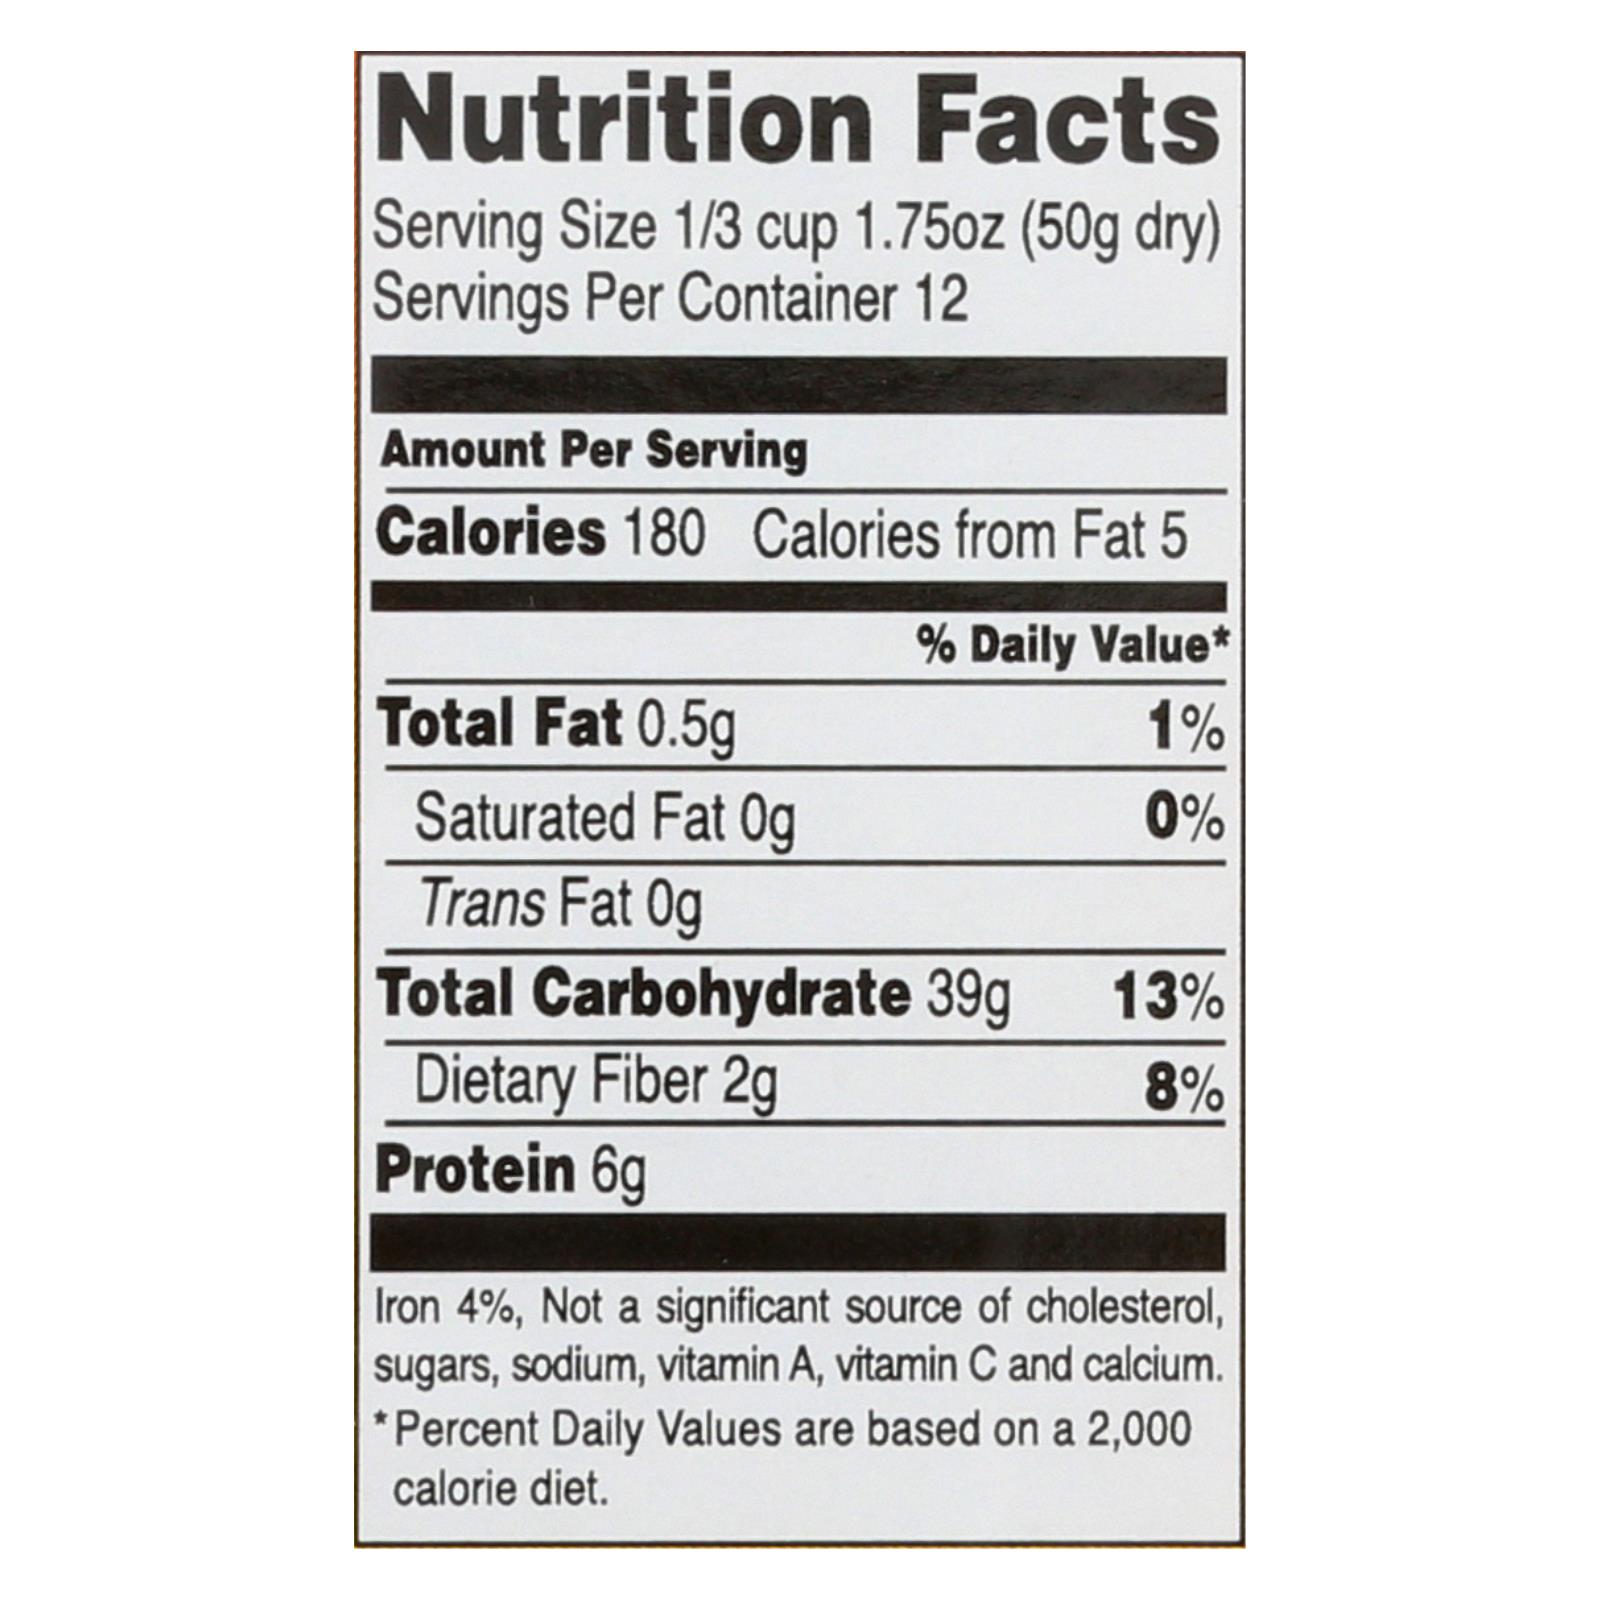 Nutrition Facts
Serving Size 1/3 cup 1.75oz (50g dry)
Servings Per Container 12
Amount Per Serving
Calories 180 Calories from Fat 5
% Daily Value*
Total Fat 0.5g 1%
Saturated Fat 0g 0%
Trans Fat 0g
Total Carbohydrate 39g 13%
Dietary Fiber 2g 8%
Protein 6g
Iron 4%, Not a significant source of cholesterol,
sugars, sodium, vitamin A, vitamin C and calcium.
*Percent Daily Values are based on a 2,000
calorie diet.